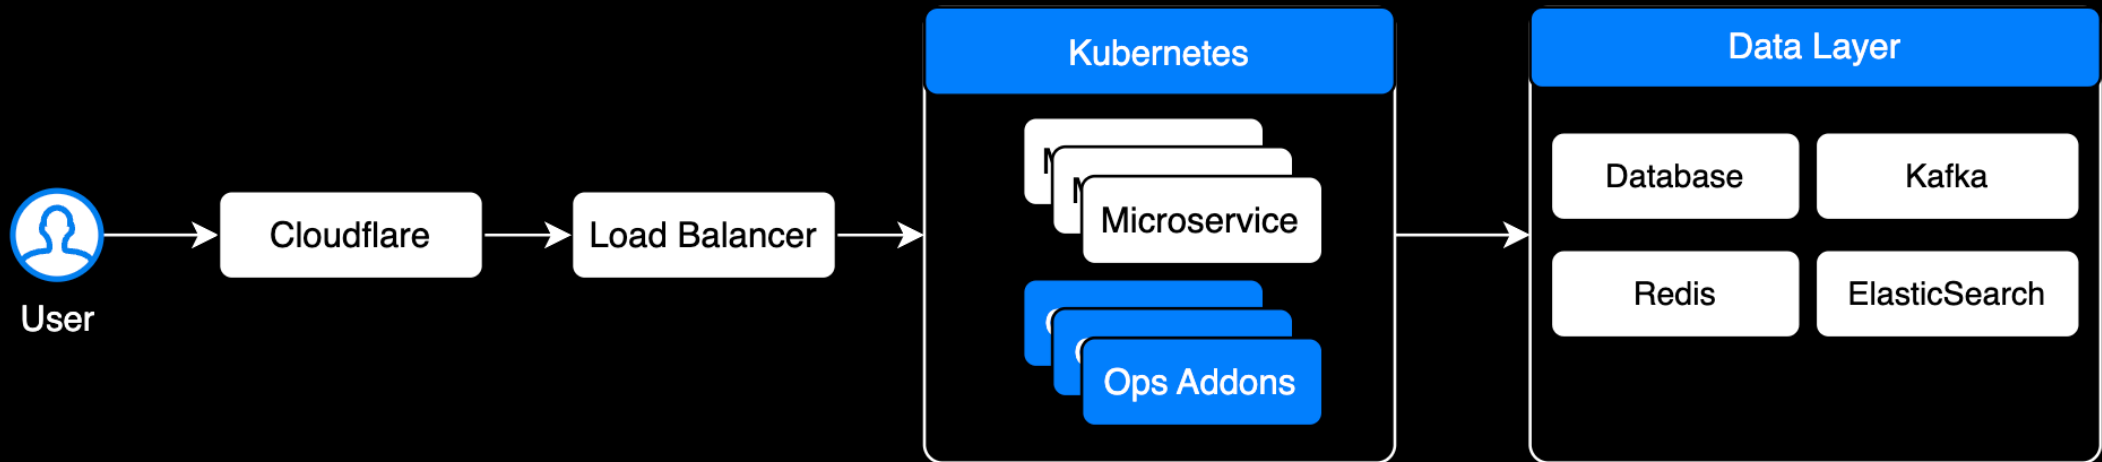 User
Cloudflare
Load Balancer
Kubernetes
Microservice
Ops Addons
Data Layer
Database
Kafka
Redis
ElasticSearch